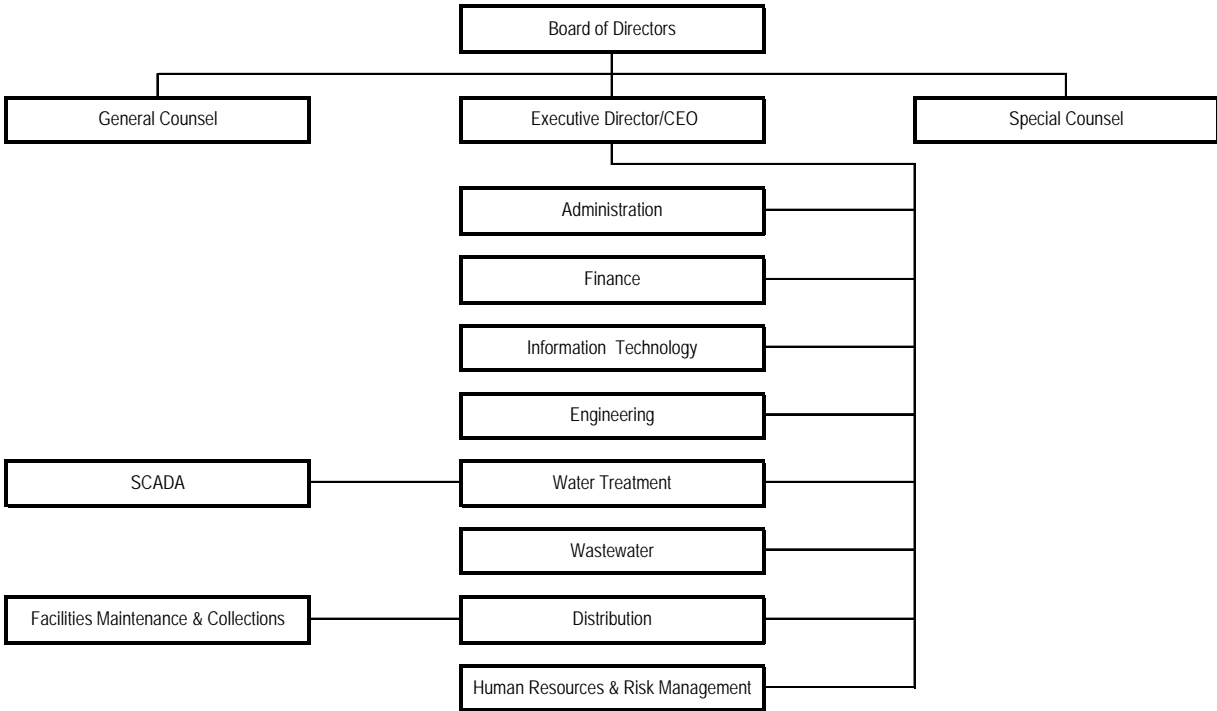 Board of Directors
General Counsel
Executive Director/CEO
Special Counsel
Administration
Finance
Information Technology
Engineering
SCADA
Water Treatment
Wastewater
Facilities Maintenance & Collections
Distribution
Human Resources & Risk Management